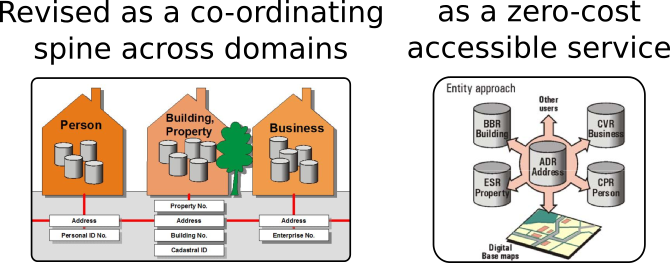 Revised as a co-ordinating
spine across domains
Person
Building,
Property
Business
Property No.
Address
Address
Address
Personal ID No.
Building No.
Enterprise No.
Cadastral ID
as a zero-cost
accessible service
Entity approach
Other
users
BBR
Building
CVR
Business
ADR
Address
ESR
Property
CPR
Person
Digital
Base maps